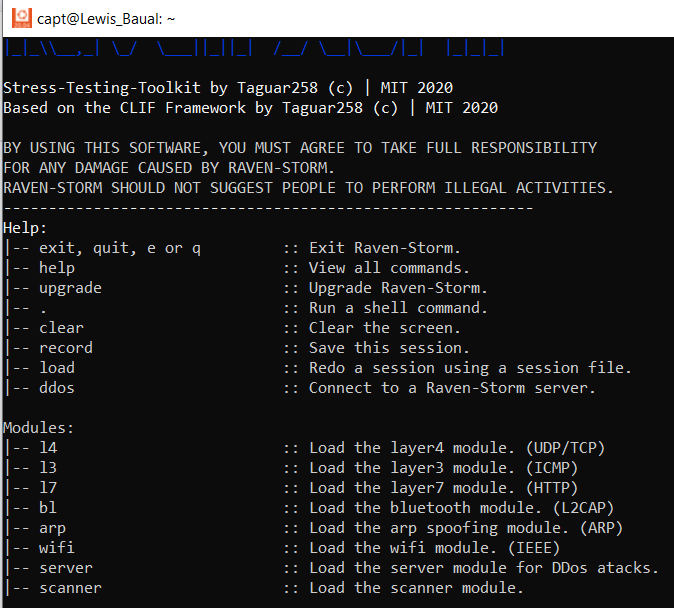 capt@Lewis_Baual: ~
|_|_\\__,_| \_/  \___||_||_|  /__/ \__|\___/|_|  |_|_|_|
Stress-Testing-Toolkit by Taguar258 (c) | MIT 2020
Based on the CLIF Framework by Taguar258 (c) | MIT 2020
BY USING THIS SOFTWARE, YOU MUST AGREE TO TAKE FULL RESPONSIBILITY
FOR ANY DAMAGE CAUSED BY RAVEN-STORM.
RAVEN-STORM SHOULD NOT SUGGEST PEOPLE TO PERFORM ILLEGAL ACTIVITIES.
-----------------------------------------------------------
Help:
|-- exit, quit, e or q         :: Exit Raven-Storm.
|-- help                       :: View all commands.
|-- upgrade                    :: Upgrade Raven-Storm.
|-- .                          :: Run a shell command.
|-- clear                      :: Clear the screen.
|-- record                     :: Save this session.
|-- load                       :: Redo a session using a session file.
|-- ddos                       :: Connect to a Raven-Storm server.
Modules:
|-- l4                         :: Load the layer4 module. (UDP/TCP)
|-- l3                         :: Load the layer3 module. (ICMP)
|-- l7                         :: Load the layer7 module. (HTTP)
|-- bl                         :: Load the bluetooth module. (L2CAP)
|-- arp                        :: Load the arp spoofing module. (ARP)
|-- wifi                       :: Load the wifi module. (IEEE)
|-- server                     :: Load the server module for DDos atacks.
|-- scanner                    :: Load the scanner module.